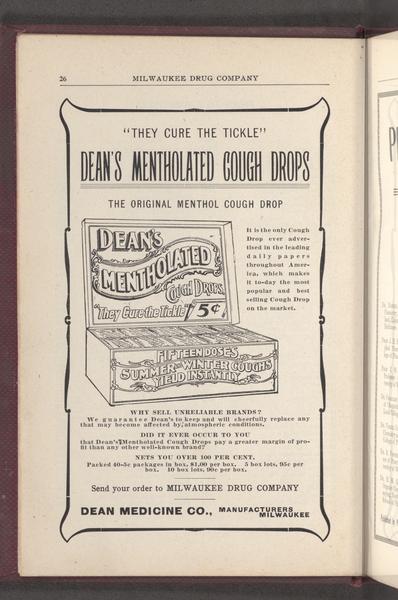 26
MILWAUKEE DRUG COMPANY
"THEY CURE THE TICKLE"
DEAN'S MENTHOLATED COUGH DROPS
THE ORIGINAL MENTHOL COUGH DROP
DEAN'S
MENTHOLATED
COUGH DROPS
"They Cure the Tickle"
5¢
FIFTEEN DOSES
SUMMER AND WINTER COUGHS
YIELD INSTANTLY
It is the only Cough
Drop ever adver-
tised in the leading
daily papers
throughout Amer-
ica, which makes
it to-day the most
popular and best
selling Cough Drop
on the market.
WHY SELL UNRELIABLE BRANDS?
We guarantee Dean's to keep and will cheerfully replace any
that may become affected by atmospheric conditions.
DID IT EVER OCCUR TO YOU
that Dean's Mentholated Cough Drops pay a greater margin of pro-
fit than any other well-known brand?
NETS YOU OVER 100 PER CENT.
Packed 40-5c packages in box, $1.00 per box. 5 box lots, 95c per
box. 10 box lots, 90c per box.
Send your order to MILWAUKEE DRUG COMPANY
DEAN MEDICINE CO., MANUFACTURERS
MILWAUKEE